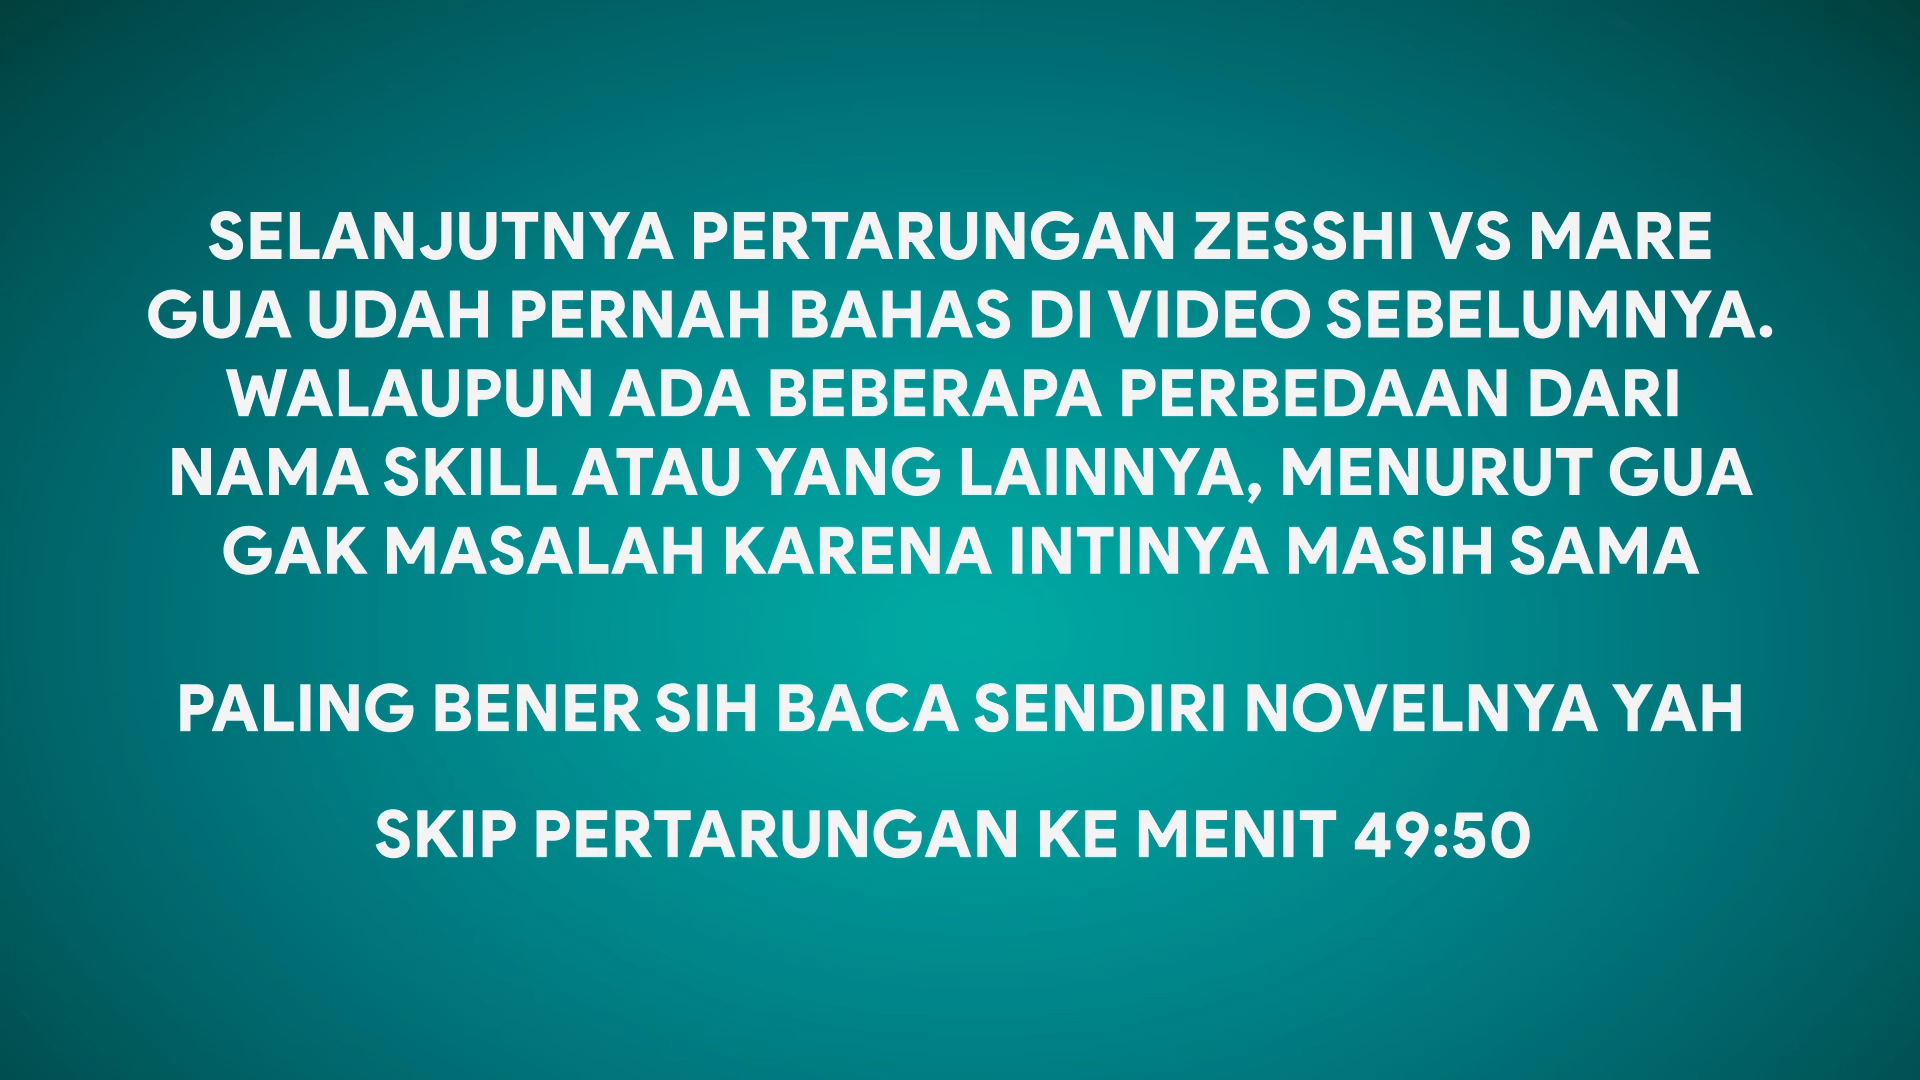 SELANJUTNYA PERTARUNGAN ZESSHI VS MARE
GUA UDAH PERNAH BAHAS DI VIDEO SEBELUMNYA.
WALAUPUN ADA BEBERAPA PERBEDAAN DARI
NAMA SKILL ATAU YANG LAINNYA, MENURUT GUA
GAK MASALAH KARENA INTINYA MASIH SAMA
PALING BENER SIH BACA SENDIRI NOVELNYA YAH
SKIP PERTARUNGAN KE MENIT 49:50